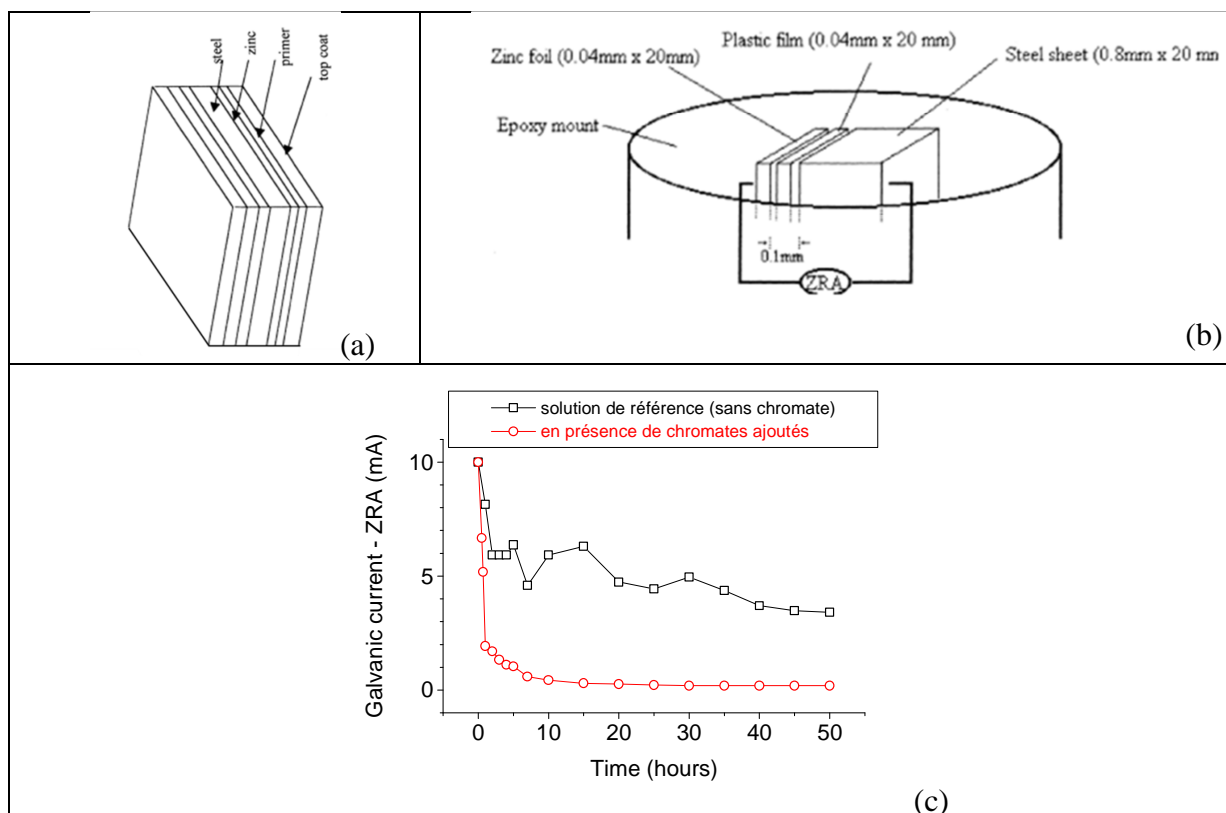 steel
zinc
primer
top coat
(a)
Plastic film (0.04mm x 20 mm)
Zinc foil (0.04mm x 20mm)
Steel sheet (0.8mm x 20 mn
Epoxy mount
0.1mm
ZRA
(b)
solution de référence (sans chromate)
en présence de chromates ajoutés
Galvanic current - ZRA (mA)
10
5
0
0
10
20
30
40
50
Time (hours)
(c)